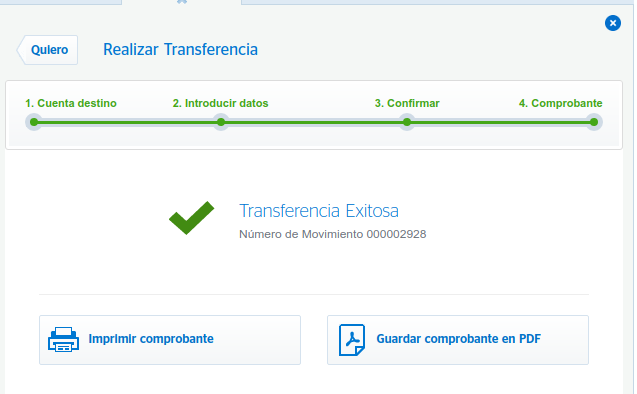 Quiero
Realizar Transferencia
1. Cuenta destino
2. Introducir datos
3. Confirmar
4. Comprobante
Transferencia Exitosa
Número de Movimiento 000002928
Imprimir comprobante
Guardar comprobante en PDF